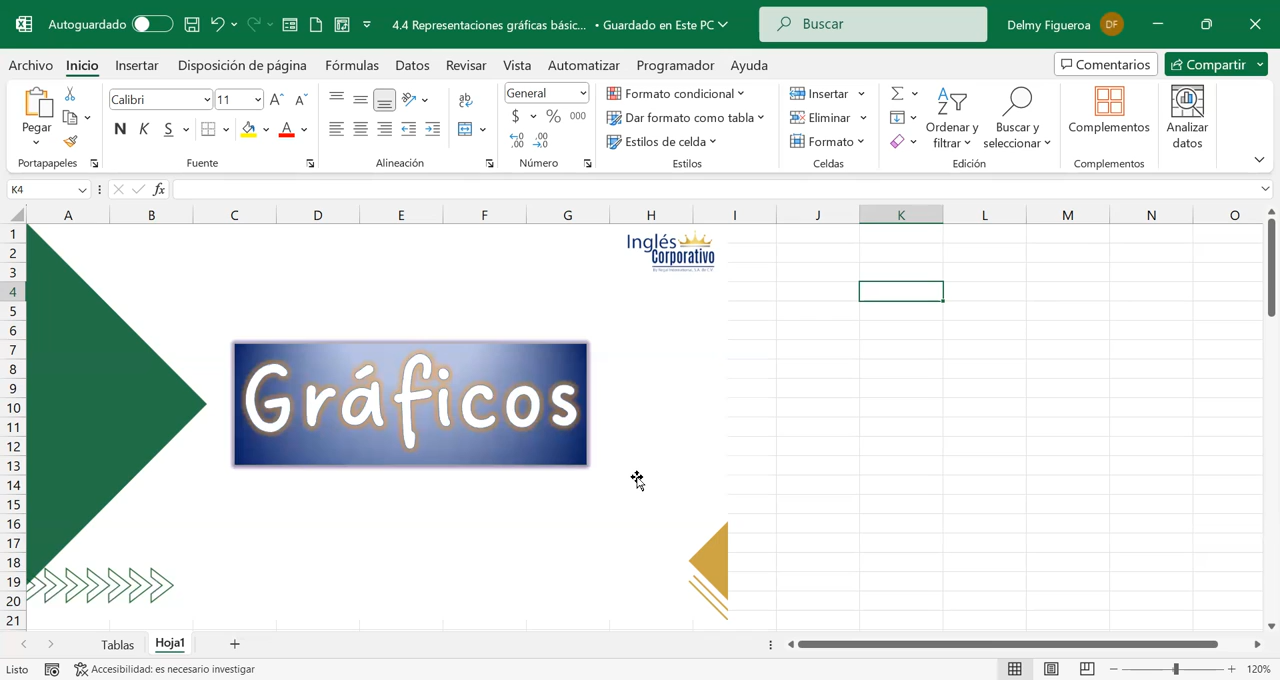 Autoguardado
4.4 Representaciones gráficas básic... • Guardado en Este PC
Buscar
Delmy Figueroa
DF
Archivo Inicio Insertar Disposición de página Fórmulas Datos Revisar Vista Automatizar Programador Ayuda
Comentarios
Compartir
Pegar
Portapapeles
Calibri
11
N K S
Fuente
Alineación
General
$ % 000
Número
Formato condicional
Dar formato como tabla
Estilos de celda
Estilos
Insertar
Eliminar
Formato
Celdas
Ordenar y filtrar
Buscar y seleccionar
Edición
Complementos
Complementos
Analizar datos
K4
fx
A B C D E F G H I J K L M N O
1
2
3
4
5
6
7
8
9
10
11
12
13
14
15
16
17
18
19
20
21
Inglés
Corporativo
Gráficos
Tablas
Hoja1
Listo
Accesibilidad: es necesario investigar
120%